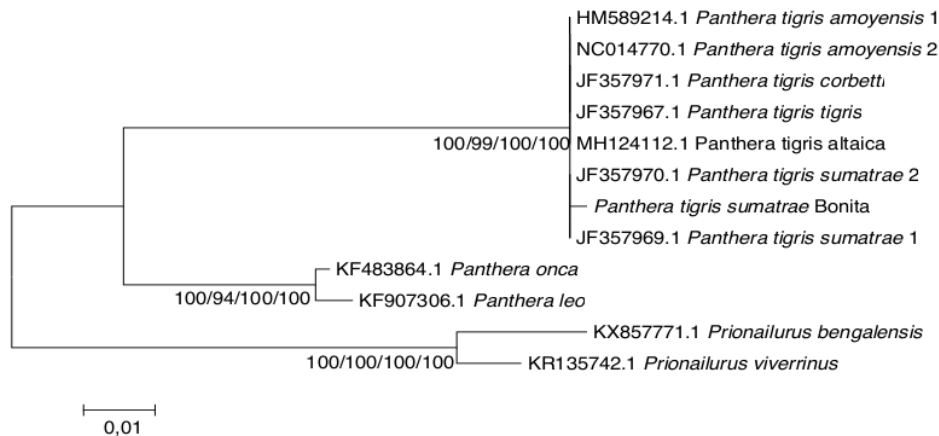 HM589214.1 Panthera tigris amoyensis 1
NC014770.1 Panthera tigris amoyensis 2
JF357971.1 Panthera tigris corbetti
JF357967.1 Panthera tigris tigris
100/99/100/100 MH124112.1 Panthera tigris altaica
JF357970.1 Panthera tigris sumatrae 2
Panthera tigris sumatrae Bonita
JF357969.1 Panthera tigris sumatrae 1
KF483864.1 Panthera onca
100/94/100/100 KF907306.1 Panthera leo
KX857771.1 Prionailurus bengalensis
100/100/100/100 KR135742.1 Prionailurus viverrinus
0,01